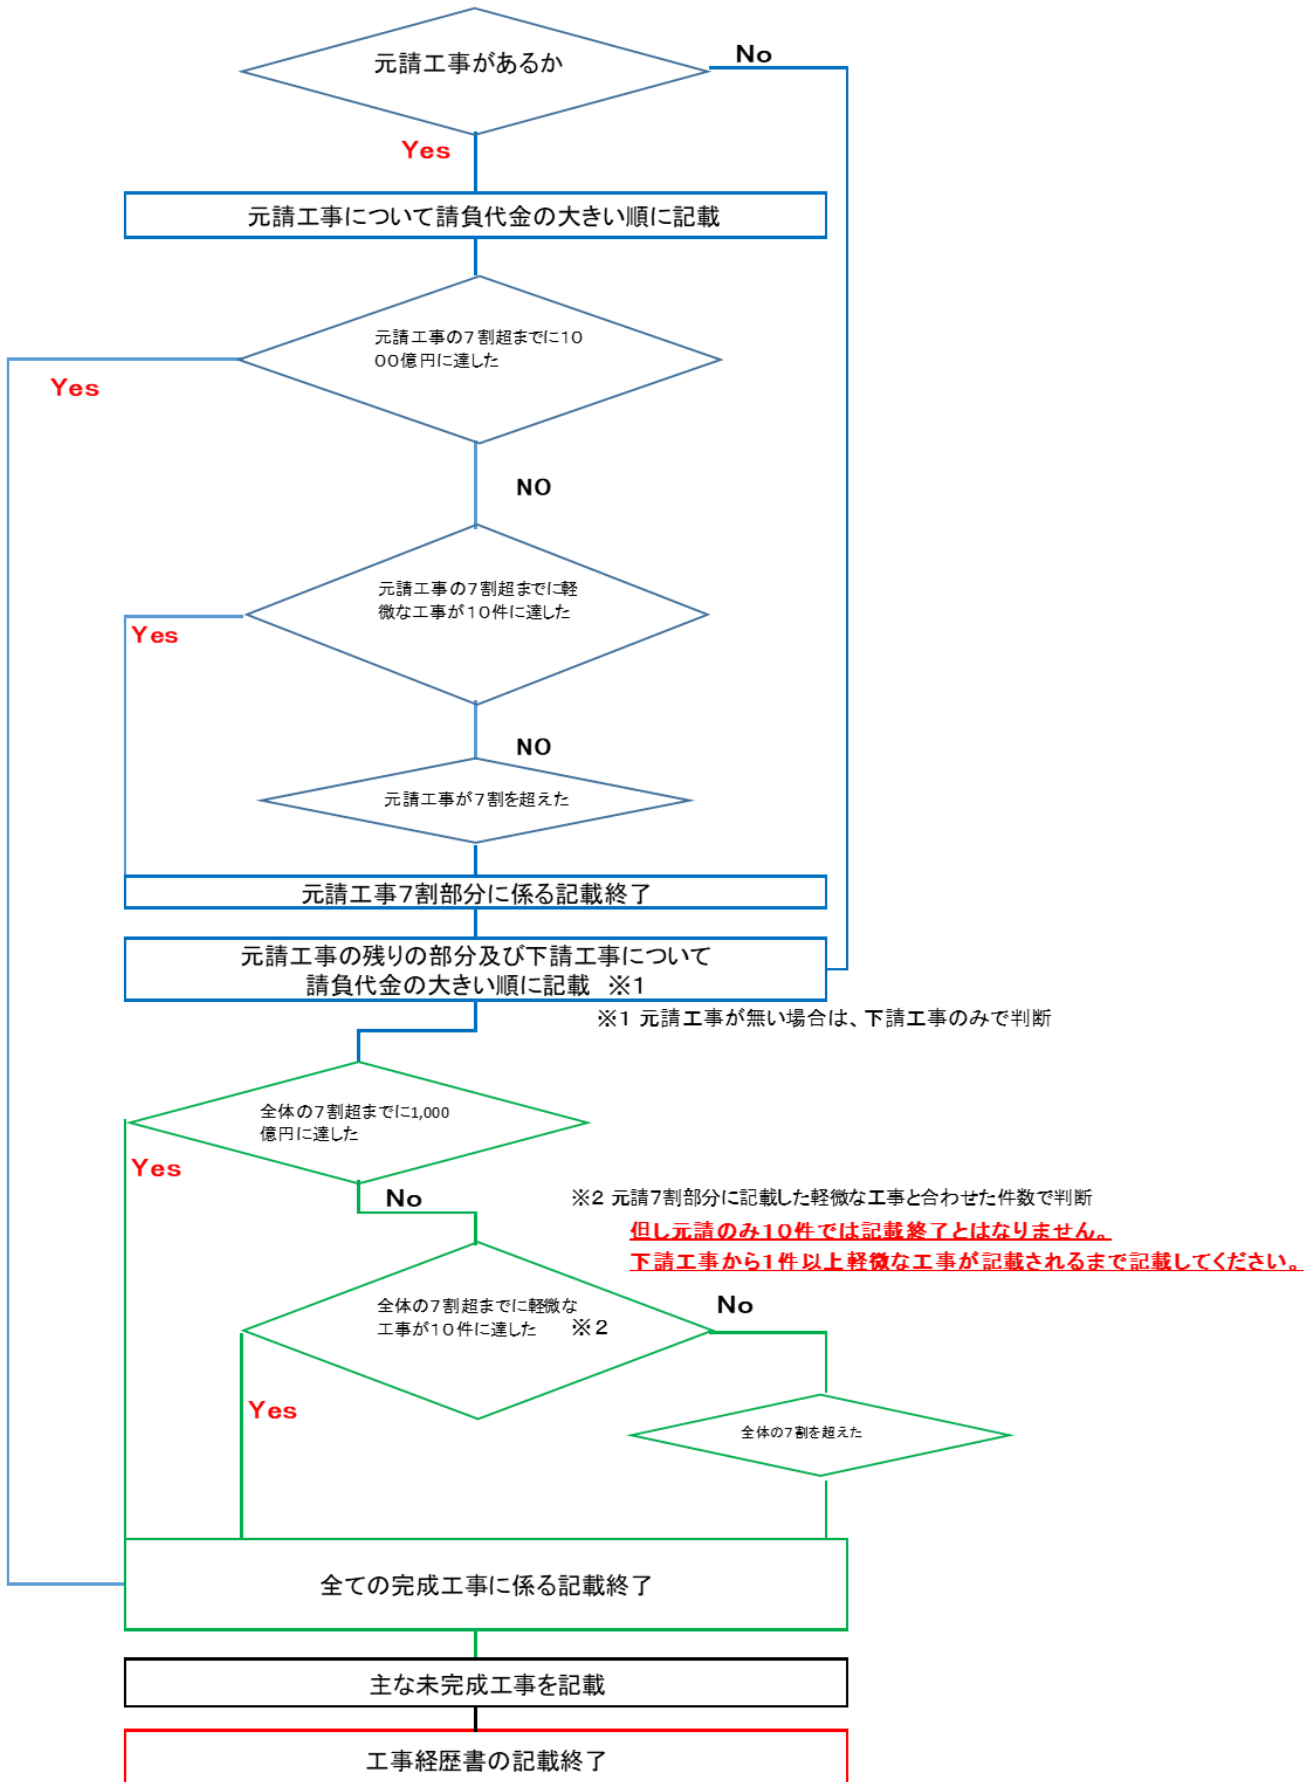 元請工事があるか
No
Yes
元請工事について請負代金の大きい順に記載
元請工事の7割超までに10
00億円に達した
Yes
NO
元請工事の7割超までに軽
微な工事が10件に達した
Yes
NO
元請工事が7割を超えた
元請工事7割部分に係る記載終了
元請工事の残りの部分及び下請工事について
請負代金の大きい順に記載 ※1
※1 元請工事が無い場合は、下請工事のみで判断
全体の7割超までに1,000
億円に達した
Yes
No
※2 元請7割部分に記載した軽微な工事と合わせた件数で判断
但し元請のみ10件では記載終了とはなりません。
下請工事から1件以上軽微な工事が記載されるまで記載してください。
全体の7割超までに軽微な
工事が10件に達した ※2
No
Yes
全体の7割を超えた
全ての完成工事に係る記載終了
主な未完成工事を記載
工事経歴書の記載終了